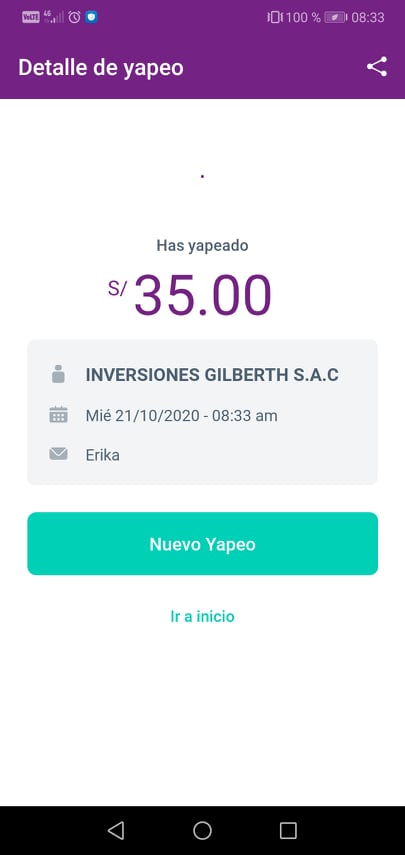 VoLTE 4G 100 % 08:33
Detalle de yapeo
Has yapeado
S/ 35.00
INVERSIONES GILBERTH S.A.C
Mié 21/10/2020 - 08:33 am
Erika
Nuevo Yapeo
Ir a inicio